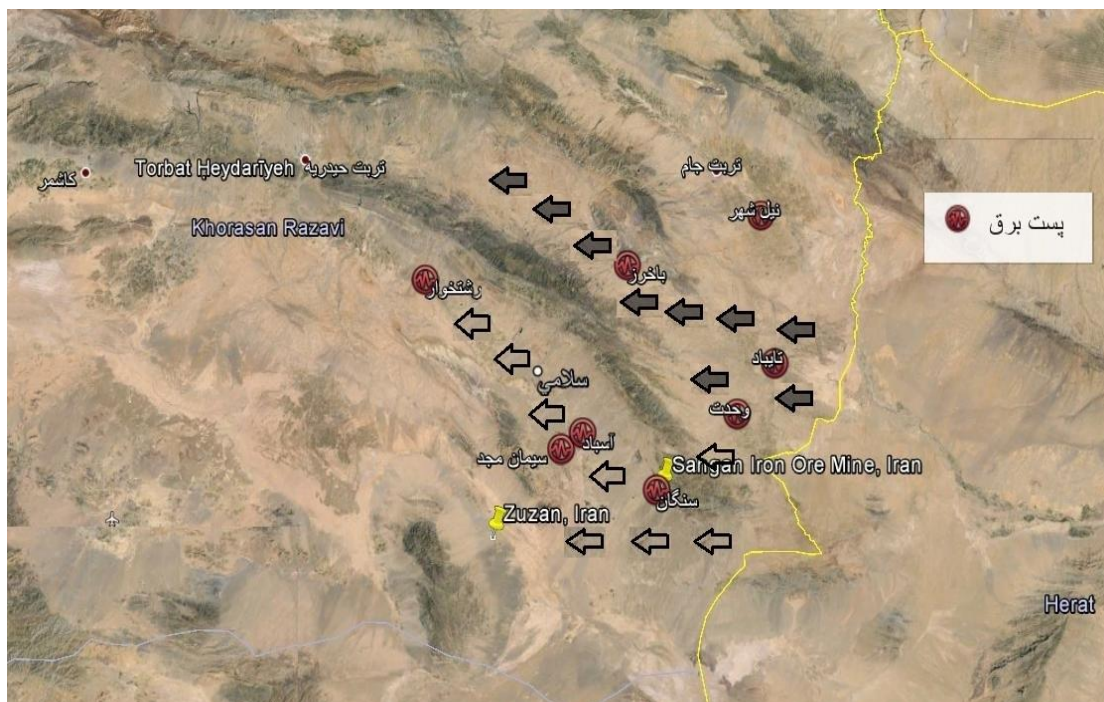 تربت جام
Torbat Heydarīyeh
تربت حیدریه
کاشمر
Khorasan Razavi
نیل شهر
پست برق
باخرز
رشتخوار
تایباد
سلامي
وحدت
آسباد
سیمان مجد
Sangan Iron Ore Mine, Iran
سنگان
Zuzan, Iran
Herat